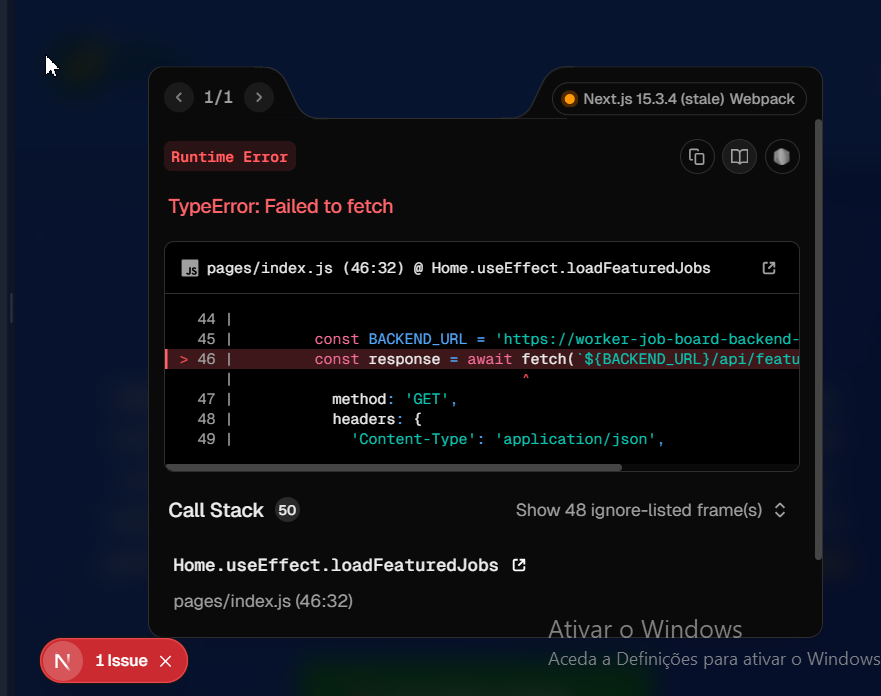 1/1
Next.js 15.3.4 (stale) Webpack
Runtime Error
TypeError: Failed to fetch
JS pages/index.js (46:32) @ Home.useEffect.loadFeaturedJobs
44 |
45 | const BACKEND_URL = 'https://worker-job-board-backend-
> 46 | const response = await fetch(`${BACKEND_URL}/api/featu
| ^
47 | method: 'GET',
48 | headers: {
49 | 'Content-Type': 'application/json',
Call Stack 50
Show 48 ignore-listed frame(s)
Home.useEffect.loadFeaturedJobs
pages/index.js (46:32)
Ativar o Windows
Aceda a Definições para ativar o Windows
N 1 Issue